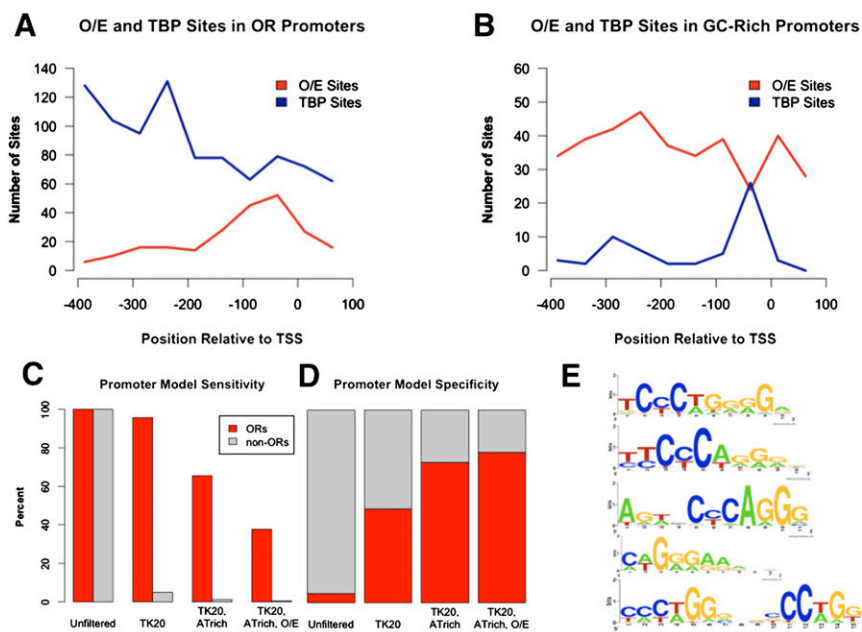 A
O/E and TBP Sites in OR Promoters
Number of Sites
140
120
100
80
60
40
20
0
O/E Sites
TBP Sites
-400
-300
-200
-100
0
100
Position Relative to TSS
B
O/E and TBP Sites in GC-Rich Promoters
Number of Sites
60
50
40
30
20
10
0
O/E Sites
TBP Sites
-400
-300
-200
-100
0
100
Position Relative to TSS
C
Promoter Model Sensitivity
Percent
100
80
60
40
20
0
ORs
non-ORs
Unfiltered
TK20
TK20, ATrich
TK20, ATrich, O/E
D
Promoter Model Specificity
Unfiltered
TK20
TK20, ATrich
TK20, ATrich, O/E
E